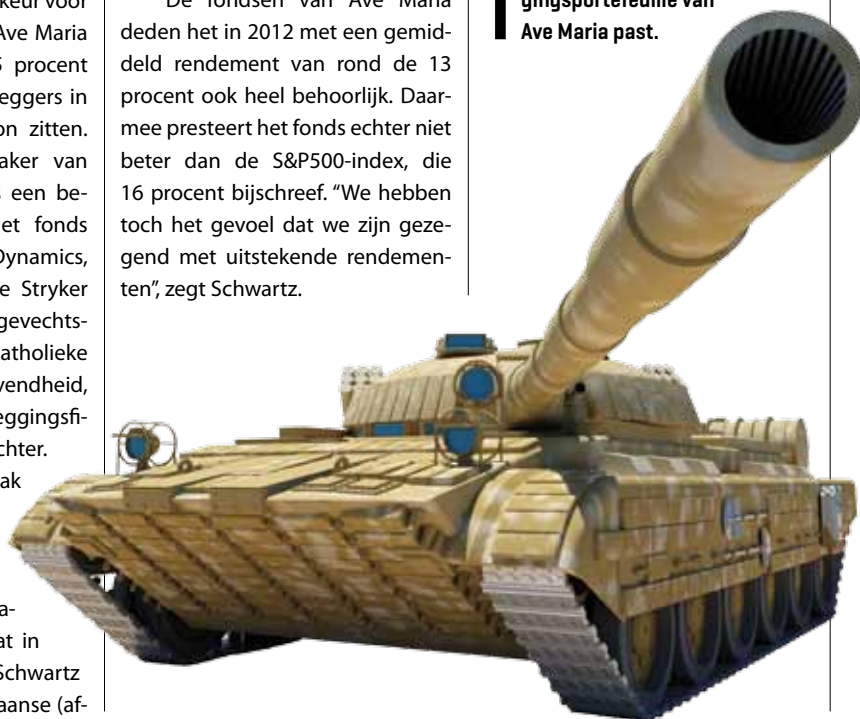 keur voor
Ave Maria
procent
eggers in
on zitten.
aker van
een be-
et fonds
Dynamics,
e Stryker
gevechts-
atholieke
vendheid,
eggingsfi-
chter.
ak
a-
at in
Schwartz
aanse (af-
De fondsen van Ave Maria
deden het in 2012 met een gemid-
deld rendement van rond de 13
procent ook heel behoorlijk. Daar-
mee presteert het fonds echter niet
beter dan de S&P500-index, die
16 procent bijschreef. “We hebben
toch het gevoel dat we zijn geze-
gend met uitstekende rendemen-
ten”, zegt Schwartz.
gingsportefeuille van
Ave Maria past.